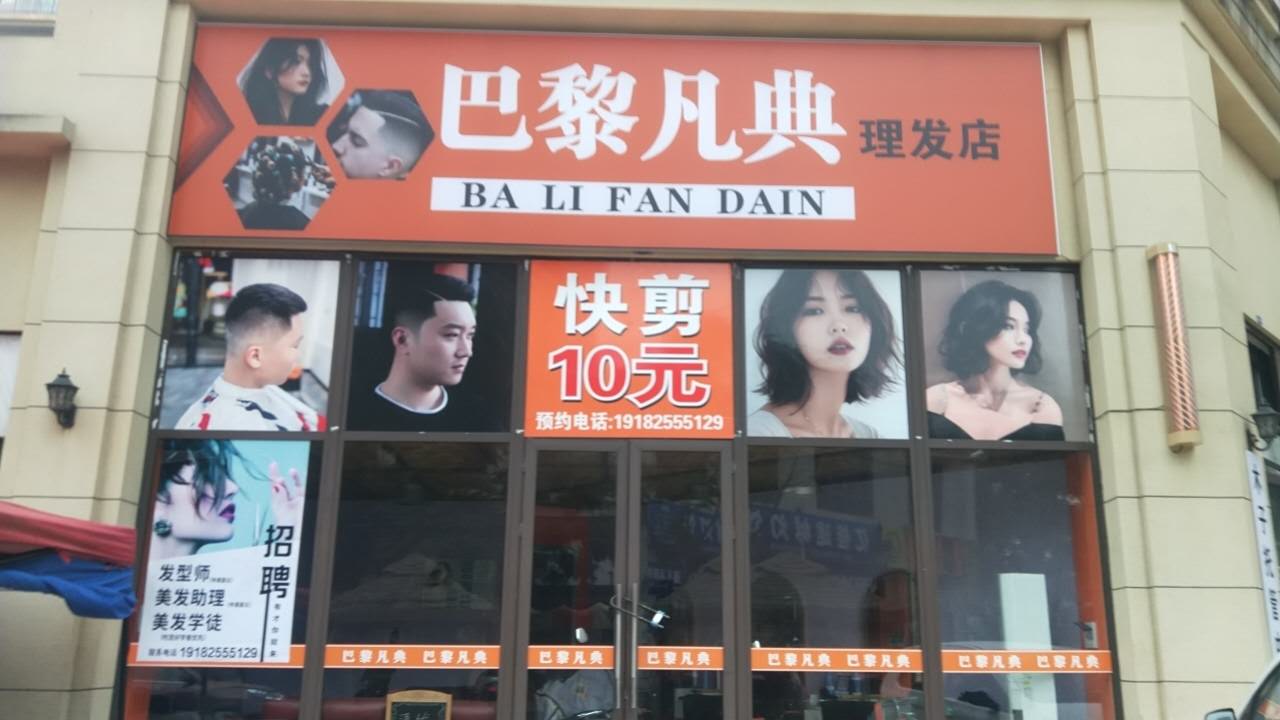 巴黎凡典 理发店
BA LI FAN DAIN
快剪
10元
预约电话:19182555129
招聘
发型师
美发助理
美发学徒
联系电话 19182555129
巴黎凡典 巴黎凡典 巴黎凡典 巴黎凡典 巴黎凡典 巴黎凡典 巴黎凡典 巴黎凡典